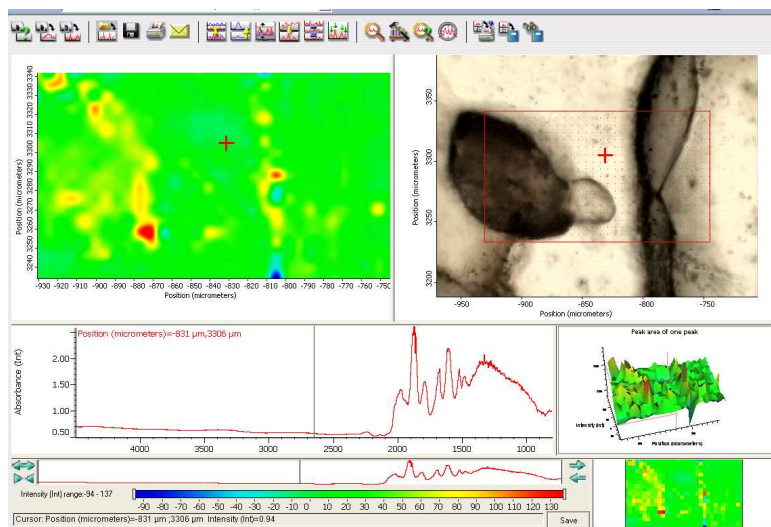 3340
3330
3320
3310
3300
3290
3280
3270
3260
3250
3240
Position (micrometers)
-930 -920 -910 -900 -890 -880 -870 -860 -850 -840 -830 -820 -810 -800 -790 -780 -770 -760 -750
Position (micrometers)
3350
3300
3250
3200
Position (micrometers)
-950 -900 -850 -800 -750 -700
Position (micrometers)
Position (micrometers)=-831 µm,3306 µm
Absorbance (Int)
2.00
1.50
1.00
0.50
4000 3000 2000 1000
Peak area of one peak
Intensity (Int)
Position (micrometers)
Intensity (Int) range:-94 - 137
-90 -80 -70 -60 -50 -40 -30 -20 -10 0 10 20 30 40 50 60 70 80 90 100 110 120 130
Cursor: Position (micrometers)=-831 µm;3306 µm Intensity (Int)=0.94
Save